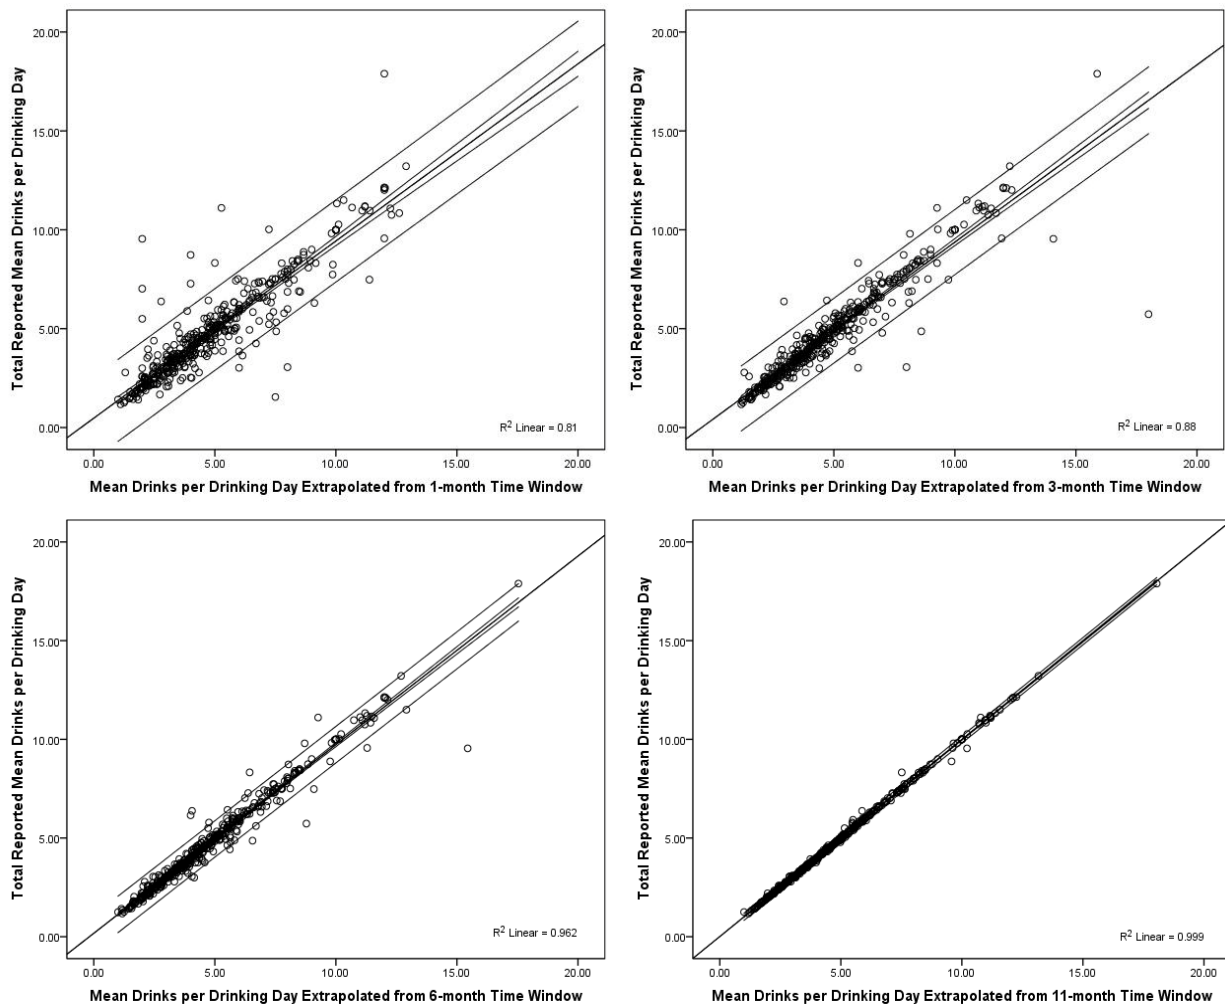 Total Reported Mean Drinks per Drinking Day
20.00
15.00
10.00
5.00
0.00
R2 Linear = 0.81
0.00 5.00 10.00 15.00 20.00
Mean Drinks per Drinking Day Extrapolated from 1-month Time Window
Total Reported Mean Drinks per Drinking Day
20.00
15.00
10.00
5.00
0.00
R2 Linear = 0.88
0.00 5.00 10.00 15.00 20.00
Mean Drinks per Drinking Day Extrapolated from 3-month Time Window
Total Reported Mean Drinks per Drinking Day
20.00
15.00
10.00
5.00
0.00
R2 Linear = 0.962
0.00 5.00 10.00 15.00 20.00
Mean Drinks per Drinking Day Extrapolated from 6-month Time Window
Total Reported Mean Drinks per Drinking Day
20.00
15.00
10.00
5.00
0.00
R2 Linear = 0.999
0.00 5.00 10.00 15.00 20.00
Mean Drinks per Drinking Day Extrapolated from 11-month Time Window